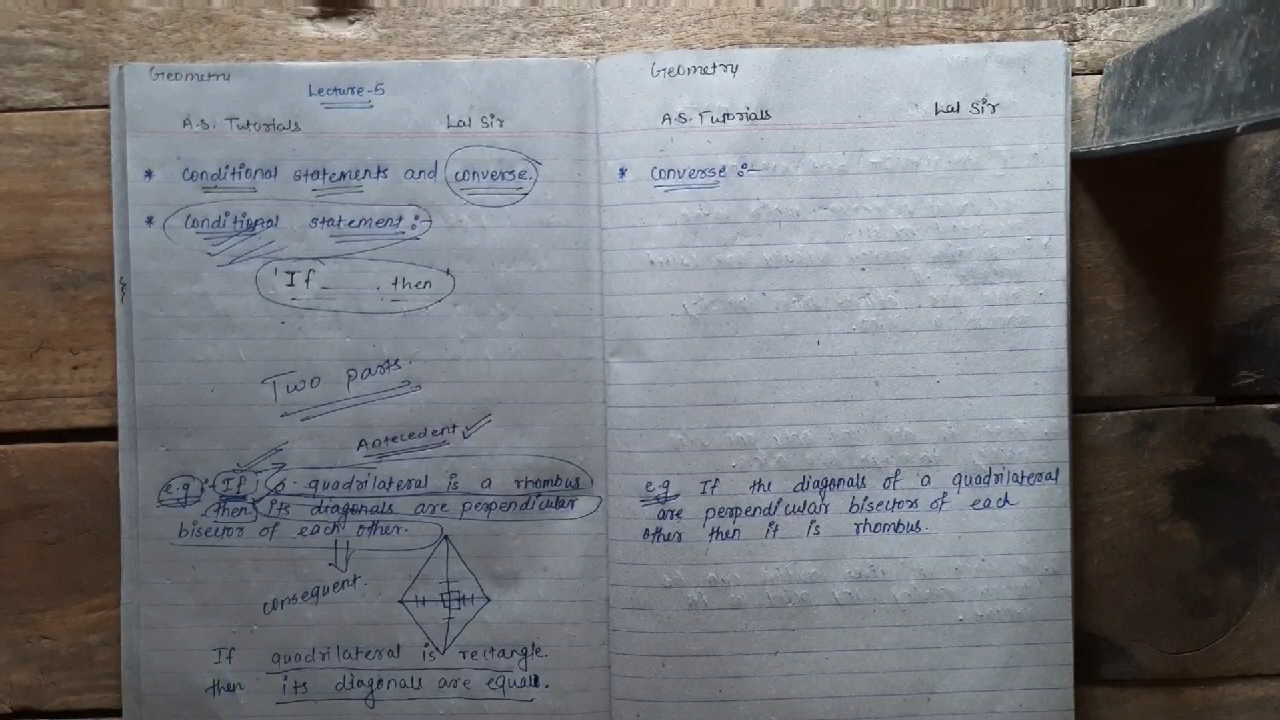 Geometry
Lecture-5
A.S. Tutorials Lal Sir
* Conditional statements and converse.
* Conditional statement :-
'If ____ . then'
Two parts.
Antecedent
e.g : If a quadrilateral is a rhombus
then its diagonals are perpendicular
bisector of each other.
consequent.
If quadrilateral is rectangle.
then its diagonals are equal.
Geometry
A.S. Tutorials Lal Sir
* Converse :-
e.g If the diagonals of a quadrilateral
are perpendicular bisectors of each
other then it is rhombus.